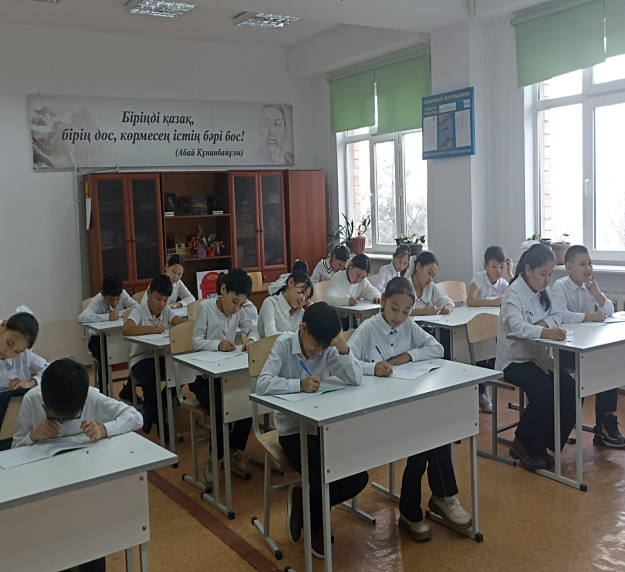 Біріңді қазақ,
бірің дос, көрмесең істің бәрі бос!
(Абай Құнанбайұлы)